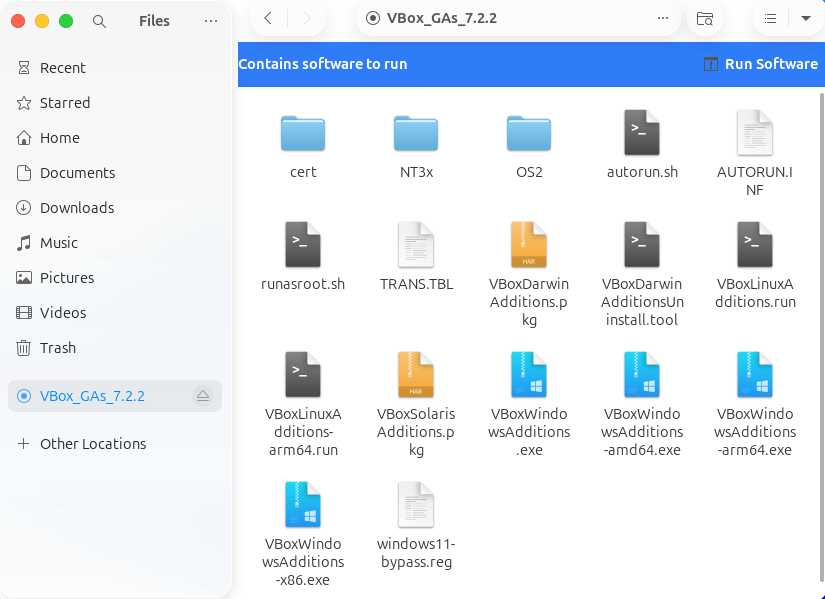 Files
VBox_GAs_7.2.2
Recent
Starred
Home
Documents
Downloads
Music
Pictures
Videos
Trash
VBox_GAs_7.2.2
Other Locations
Contains software to run
Run Software
cert
NT3x
OS2
autorun.sh
AUTORUN.I
NF
runasroot.sh
TRANS.TBL
HAR
VBoxDarwin
Additions.p
kg
VBoxDarwin
AdditionsUn
install.tool
VBoxLinuxA
dditions.run
VBoxLinuxA
dditions-
arm64.run
HAR
VBoxSolaris
Additions.p
kg
VBoxWindo
wsAdditions
.exe
VBoxWindo
wsAdditions
-amd64.exe
VBoxWindo
wsAdditions
-arm64.exe
VBoxWindo
wsAdditions
-x86.exe
windows11-
bypass.reg